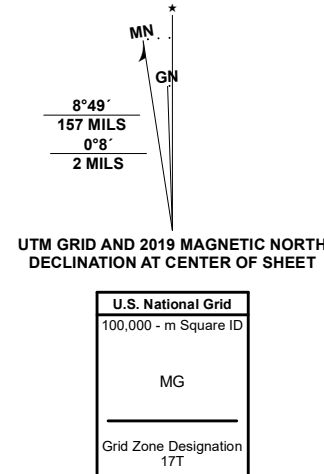 ★
MN
GN
8°49´
157 MILS
0°8´
2 MILS
UTM GRID AND 2019 MAGNETIC NORTH
DECLINATION AT CENTER OF SHEET
U.S. National Grid
100,000 - m Square ID
MG
Grid Zone Designation
17T